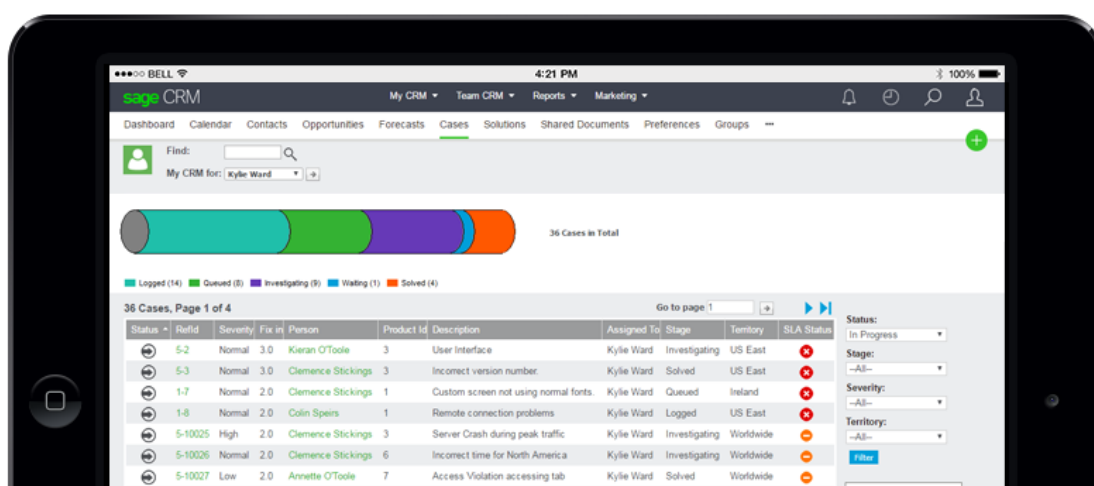 BELL 4:21 PM 100%
sage CRM My CRM Team CRM Reports Marketing
Dashboard Calendar Contacts Opportunities Forecasts Cases Solutions Shared Documents Preferences Groups
Find:
My CRM for: Kylie Ward
36 Cases in Total
Logged (14) Queued (8) Investigating (9) Waiting (1) Solved (4)
36 Cases, Page 1 of 4 Go to page 1
Status RefId Severity Fix in Person Product Id Description Assigned To Stage Territory SLA Status
5-2 Normal 3.0 Kieran O'Toole 3 User Interface Kylie Ward Investigating US East
5-3 Normal 3.0 Clemence Stickings 3 Incorrect version number. Kylie Ward Solved US East
1-7 Normal 2.0 Clemence Stickings 1 Custom screen not using normal fonts. Kylie Ward Queued Ireland
1-8 Normal 2.0 Colin Speirs 1 Remote connection problems Kylie Ward Logged US East
5-10025 High 2.0 Clemence Stickings 3 Server Crash during peak traffic Kylie Ward Investigating Worldwide
5-10026 Normal 2.0 Clemence Stickings 6 Incorrect time for North America Kylie Ward Investigating Worldwide
5-10027 Low 2.0 Annette O'Toole 7 Access Violation accessing tab Kylie Ward Solved Worldwide
Status:
In Progress
Stage:
--All--
Severity:
--All--
Territory:
--All--
Filter